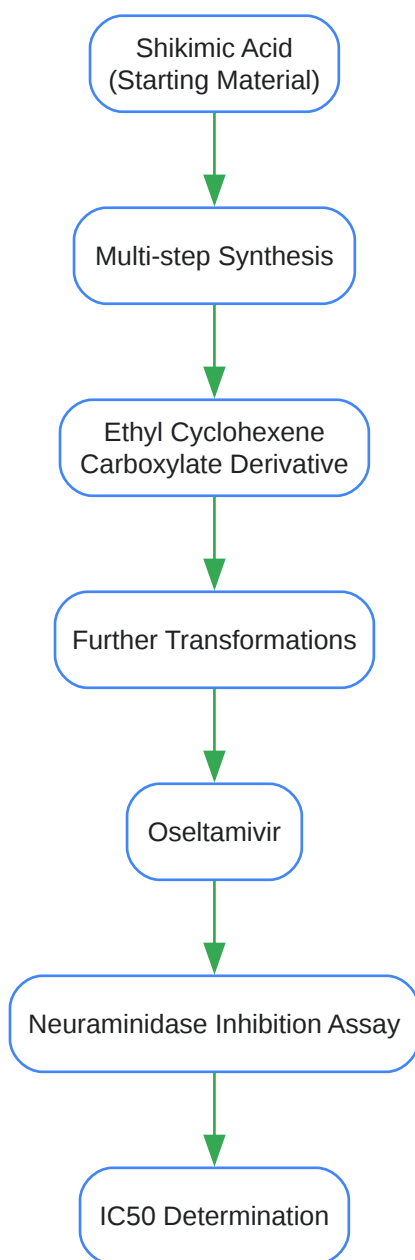 Shikimic Acid
(Starting Material)
Multi-step Synthesis
Ethyl Cyclohexene
Carboxylate Derivative
Further Transformations
Oseltamivir
Neuraminidase Inhibition Assay
IC50 Determination